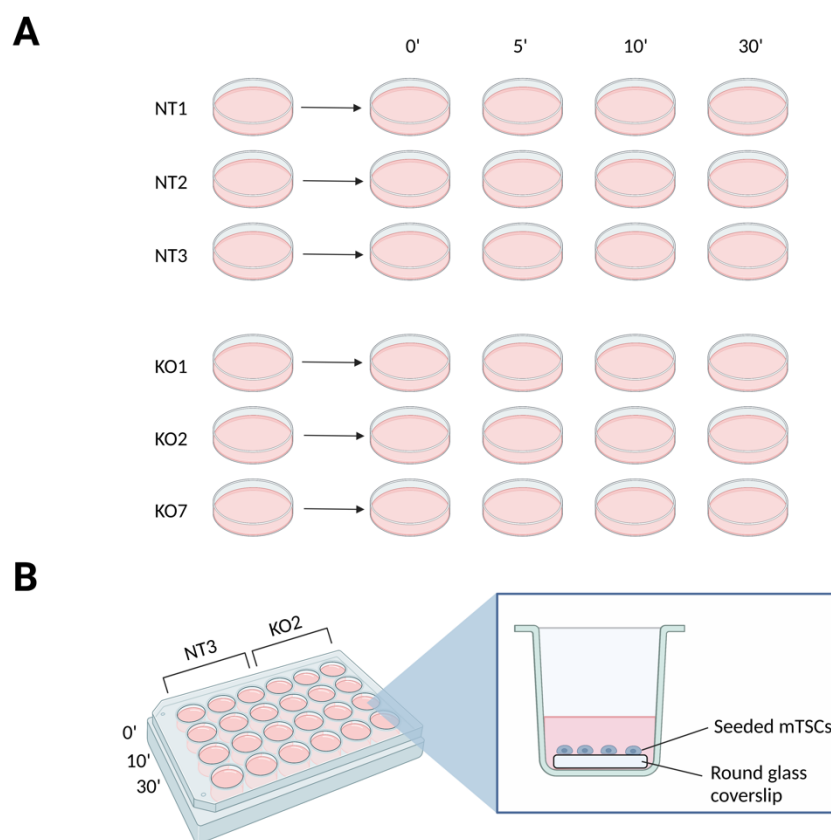 A
0' 5' 10' 30'
NT1
NT2
NT3
KO1
KO2
KO7
B
NT3 KO2
0'
10'
30'
Seeded mTSCs
Round glass
coverslip